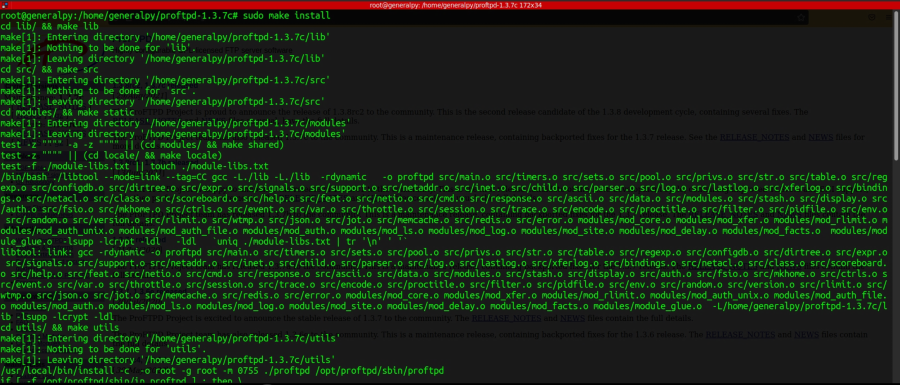 root@generalpy: /home/generalpy/proftpd-1.3.7c 172x34
root@generalpy:/home/generalpy/proftpd-1.3.7c# sudo make install
cd lib/ && make lib
make[1]: Entering directory '/home/generalpy/proftpd-1.3.7c/lib'
make[1]: Nothing to be done for 'lib'.
make[1]: Leaving directory '/home/generalpy/proftpd-1.3.7c/lib'
cd src/ && make src
make[1]: Entering directory '/home/generalpy/proftpd-1.3.7c/src'
make[1]: Nothing to be done for 'src'.
make[1]: Leaving directory '/home/generalpy/proftpd-1.3.7c/src'
cd modules/ && make static
make[1]: Entering directory '/home/generalpy/proftpd-1.3.7c/modules'
make[1]: Leaving directory '/home/generalpy/proftpd-1.3.7c/modules'
test -z """" -a -z """" || (cd modules/ && make shared)
test -z """" || (cd locale/ && make locale)
test -f ./module-libs.txt || touch ./module-libs.txt
/bin/bash ./libtool --mode=link --tag=CC gcc -L./lib -L./lib  -rdynamic   -o proftpd src/main.o src/timers.o src/sets.o src/pool.o src/privs.o src/str.o src/table.o src/reg
exp.o src/configdb.o src/dirtree.o src/expr.o src/signals.o src/support.o src/netaddr.o src/inet.o src/child.o src/parser.o src/log.o src/lastlog.o src/xferlog.o src/bindin
gs.o src/netacl.o src/class.o src/scoreboard.o src/help.o src/feat.o src/netio.o src/cmd.o src/response.o src/ascii.o src/data.o src/modules.o src/stash.o src/display.o src
/auth.o src/fsio.o src/mkhome.o src/ctrls.o src/event.o src/var.o src/throttle.o src/session.o src/trace.o src/encode.o src/proctitle.o src/filter.o src/pidfile.o src/env.o
src/random.o src/version.o src/rlimit.o src/wtmp.o src/json.o src/jot.o src/memcache.o src/redis.o src/error.o modules/mod_core.o modules/mod_xfer.o modules/mod_rlimit.o m
odules/mod_auth_unix.o modules/mod_auth_file.o modules/mod_auth.o modules/mod_ls.o modules/mod_log.o modules/mod_site.o modules/mod_delay.o modules/mod_facts.o  modules/mod
ule_glue.o  -lsupp -lcrypt -ldl   -ldl   `uniq ./module-libs.txt | tr '\n' ' '`
libtool: link: gcc -rdynamic -o proftpd src/main.o src/timers.o src/sets.o src/pool.o src/privs.o src/str.o src/table.o src/regexp.o src/configdb.o src/dirtree.o src/expr.o
src/signals.o src/support.o src/netaddr.o src/inet.o src/child.o src/parser.o src/log.o src/lastlog.o src/xferlog.o src/bindings.o src/netacl.o src/class.o src/scoreboard.
o src/help.o src/feat.o src/netio.o src/cmd.o src/response.o src/ascii.o src/data.o src/modules.o src/stash.o src/display.o src/auth.o src/fsio.o src/mkhome.o src/ctrls.o s
rc/event.o src/var.o src/throttle.o src/session.o src/trace.o src/encode.o src/proctitle.o src/filter.o src/pidfile.o src/env.o src/random.o src/version.o src/rlimit.o src/
wtmp.o src/json.o src/jot.o src/memcache.o src/redis.o src/error.o modules/mod_core.o modules/mod_xfer.o modules/mod_rlimit.o modules/mod_auth_unix.o modules/mod_auth_file.
o modules/mod_auth.o modules/mod_ls.o modules/mod_log.o modules/mod_site.o modules/mod_delay.o modules/mod_facts.o modules/module_glue.o  -L/home/generalpy/proftpd-1.3.7c/l
ib -lsupp -lcrypt -ldl
cd utils/ && make utils
make[1]: Entering directory '/home/generalpy/proftpd-1.3.7c/utils'
make[1]: Nothing to be done for 'utils'.
make[1]: Leaving directory '/home/generalpy/proftpd-1.3.7c/utils'
/usr/local/bin/install -c  -o root -g root -m 0755 ./proftpd /opt/proftpd/sbin/proftpd
if [ -f /opt/proftpd/sbin/in.proftpd ] ; then \